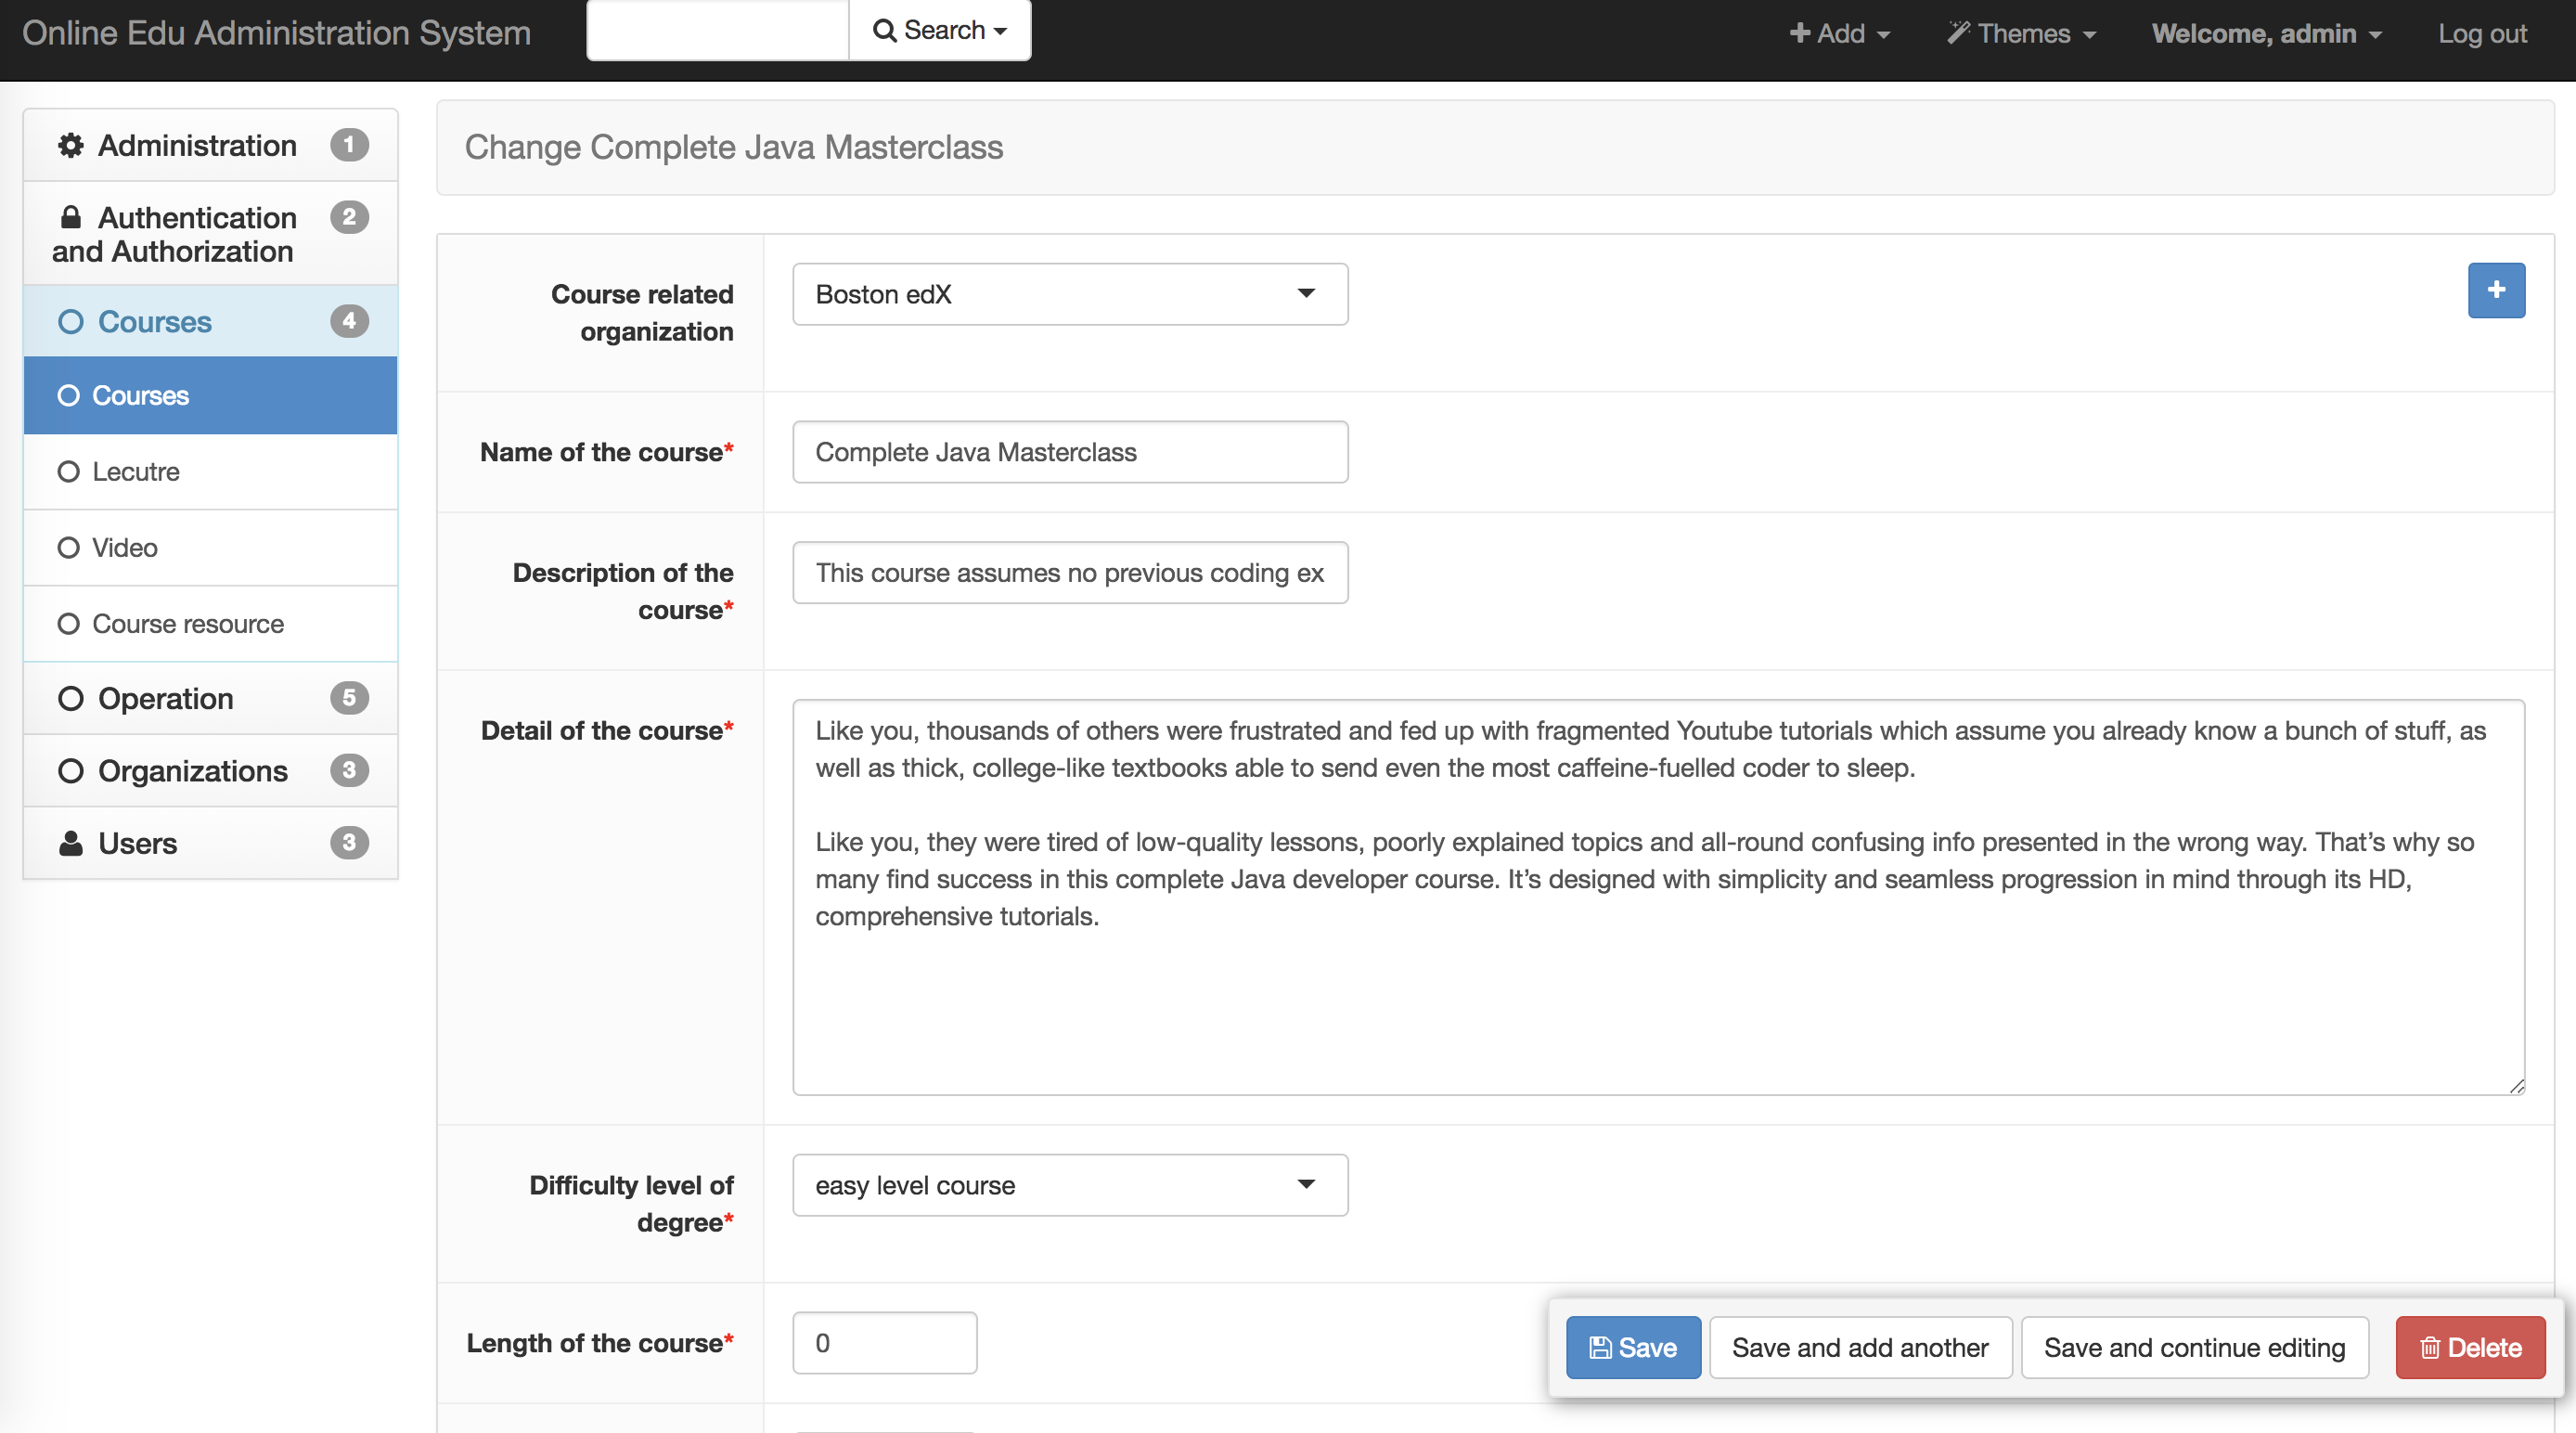 Online Edu Administration System
Search
Add
Themes
Welcome, admin
Log out
Administration 1
Authentication 2
and Authorization
Courses 4
Courses
Lecutre
Video
Course resource
Operation 5
Organizations 3
Users 3
Change Complete Java Masterclass
Course related
organization
Boston edX
Name of the course*
Complete Java Masterclass
Description of the
course*
This course assumes no previous coding ex
Detail of the course*
Like you, thousands of others were frustrated and fed up with fragmented Youtube tutorials which assume you already know a bunch of stuff, as
well as thick, college-like textbooks able to send even the most caffeine-fuelled coder to sleep.
Like you, they were tired of low-quality lessons, poorly explained topics and all-round confusing info presented in the wrong way. That’s why so
many find success in this complete Java developer course. It’s designed with simplicity and seamless progression in mind through its HD,
comprehensive tutorials.
Difficulty level of
degree*
easy level course
Length of the course*
0
Save
Save and add another
Save and continue editing
Delete